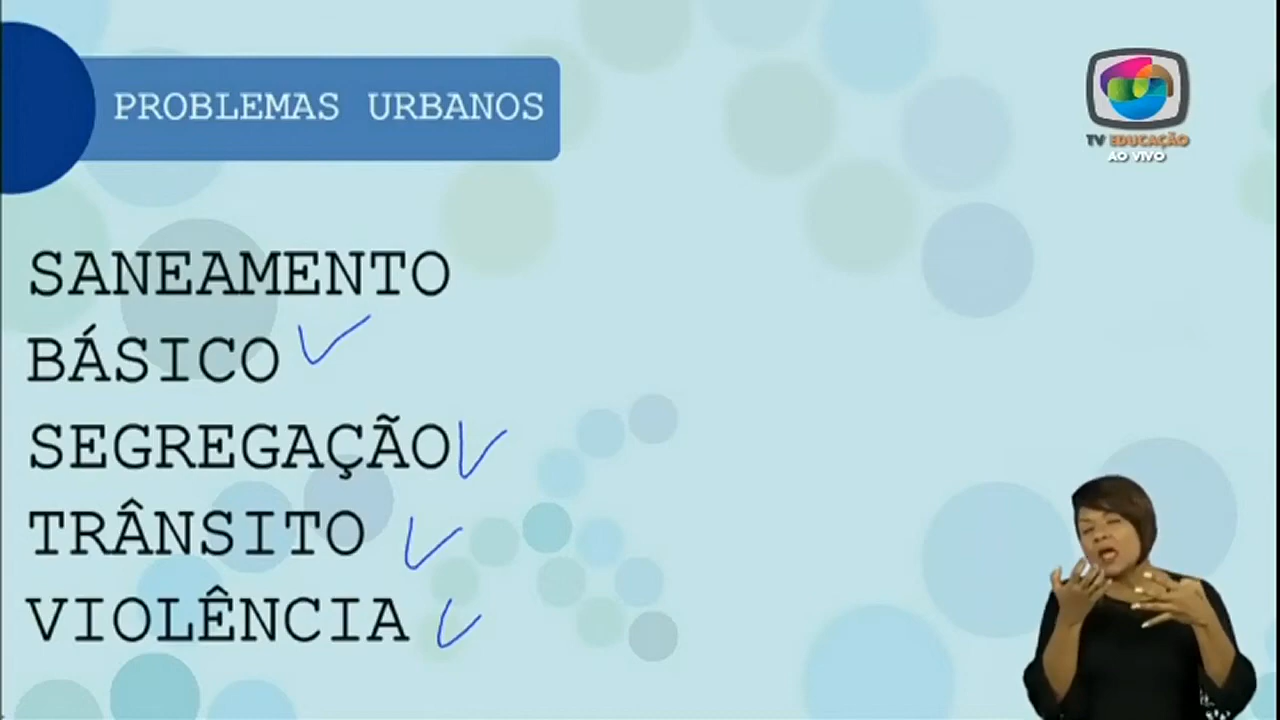 PROBLEMAS URBANOS
TV EDUCAÇÃO
AO VIVO
SANEAMENTO
BÁSICO
SEGREGAÇÃO
TRÂNSITO
VIOLÊNCIA